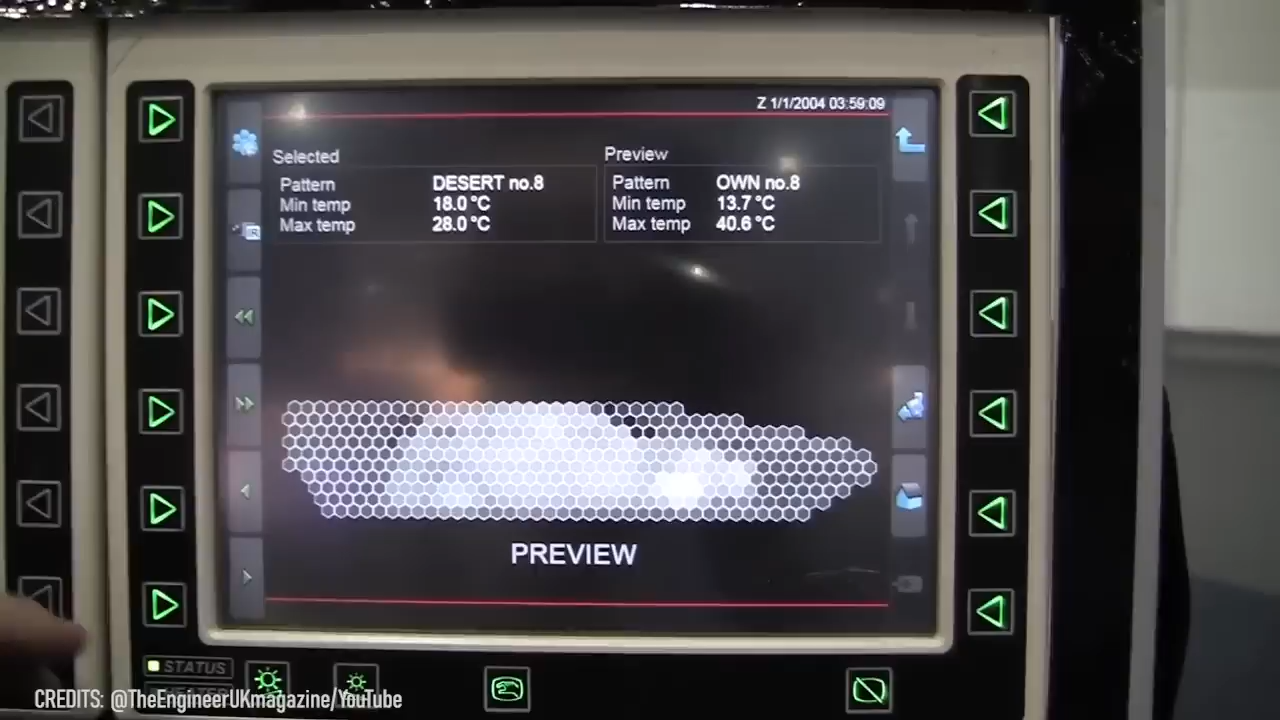 Z 1/1/2004 03:59:09
Selected
Pattern DESERT no.8
Min temp 18.0 °C
Max temp 28.0 °C
Preview
Pattern OWN no.8
Min temp 13.7 °C
Max temp 40.6 °C
PREVIEW
STATUS
CREDITS: @TheEngineerUKmagazine/YouTube